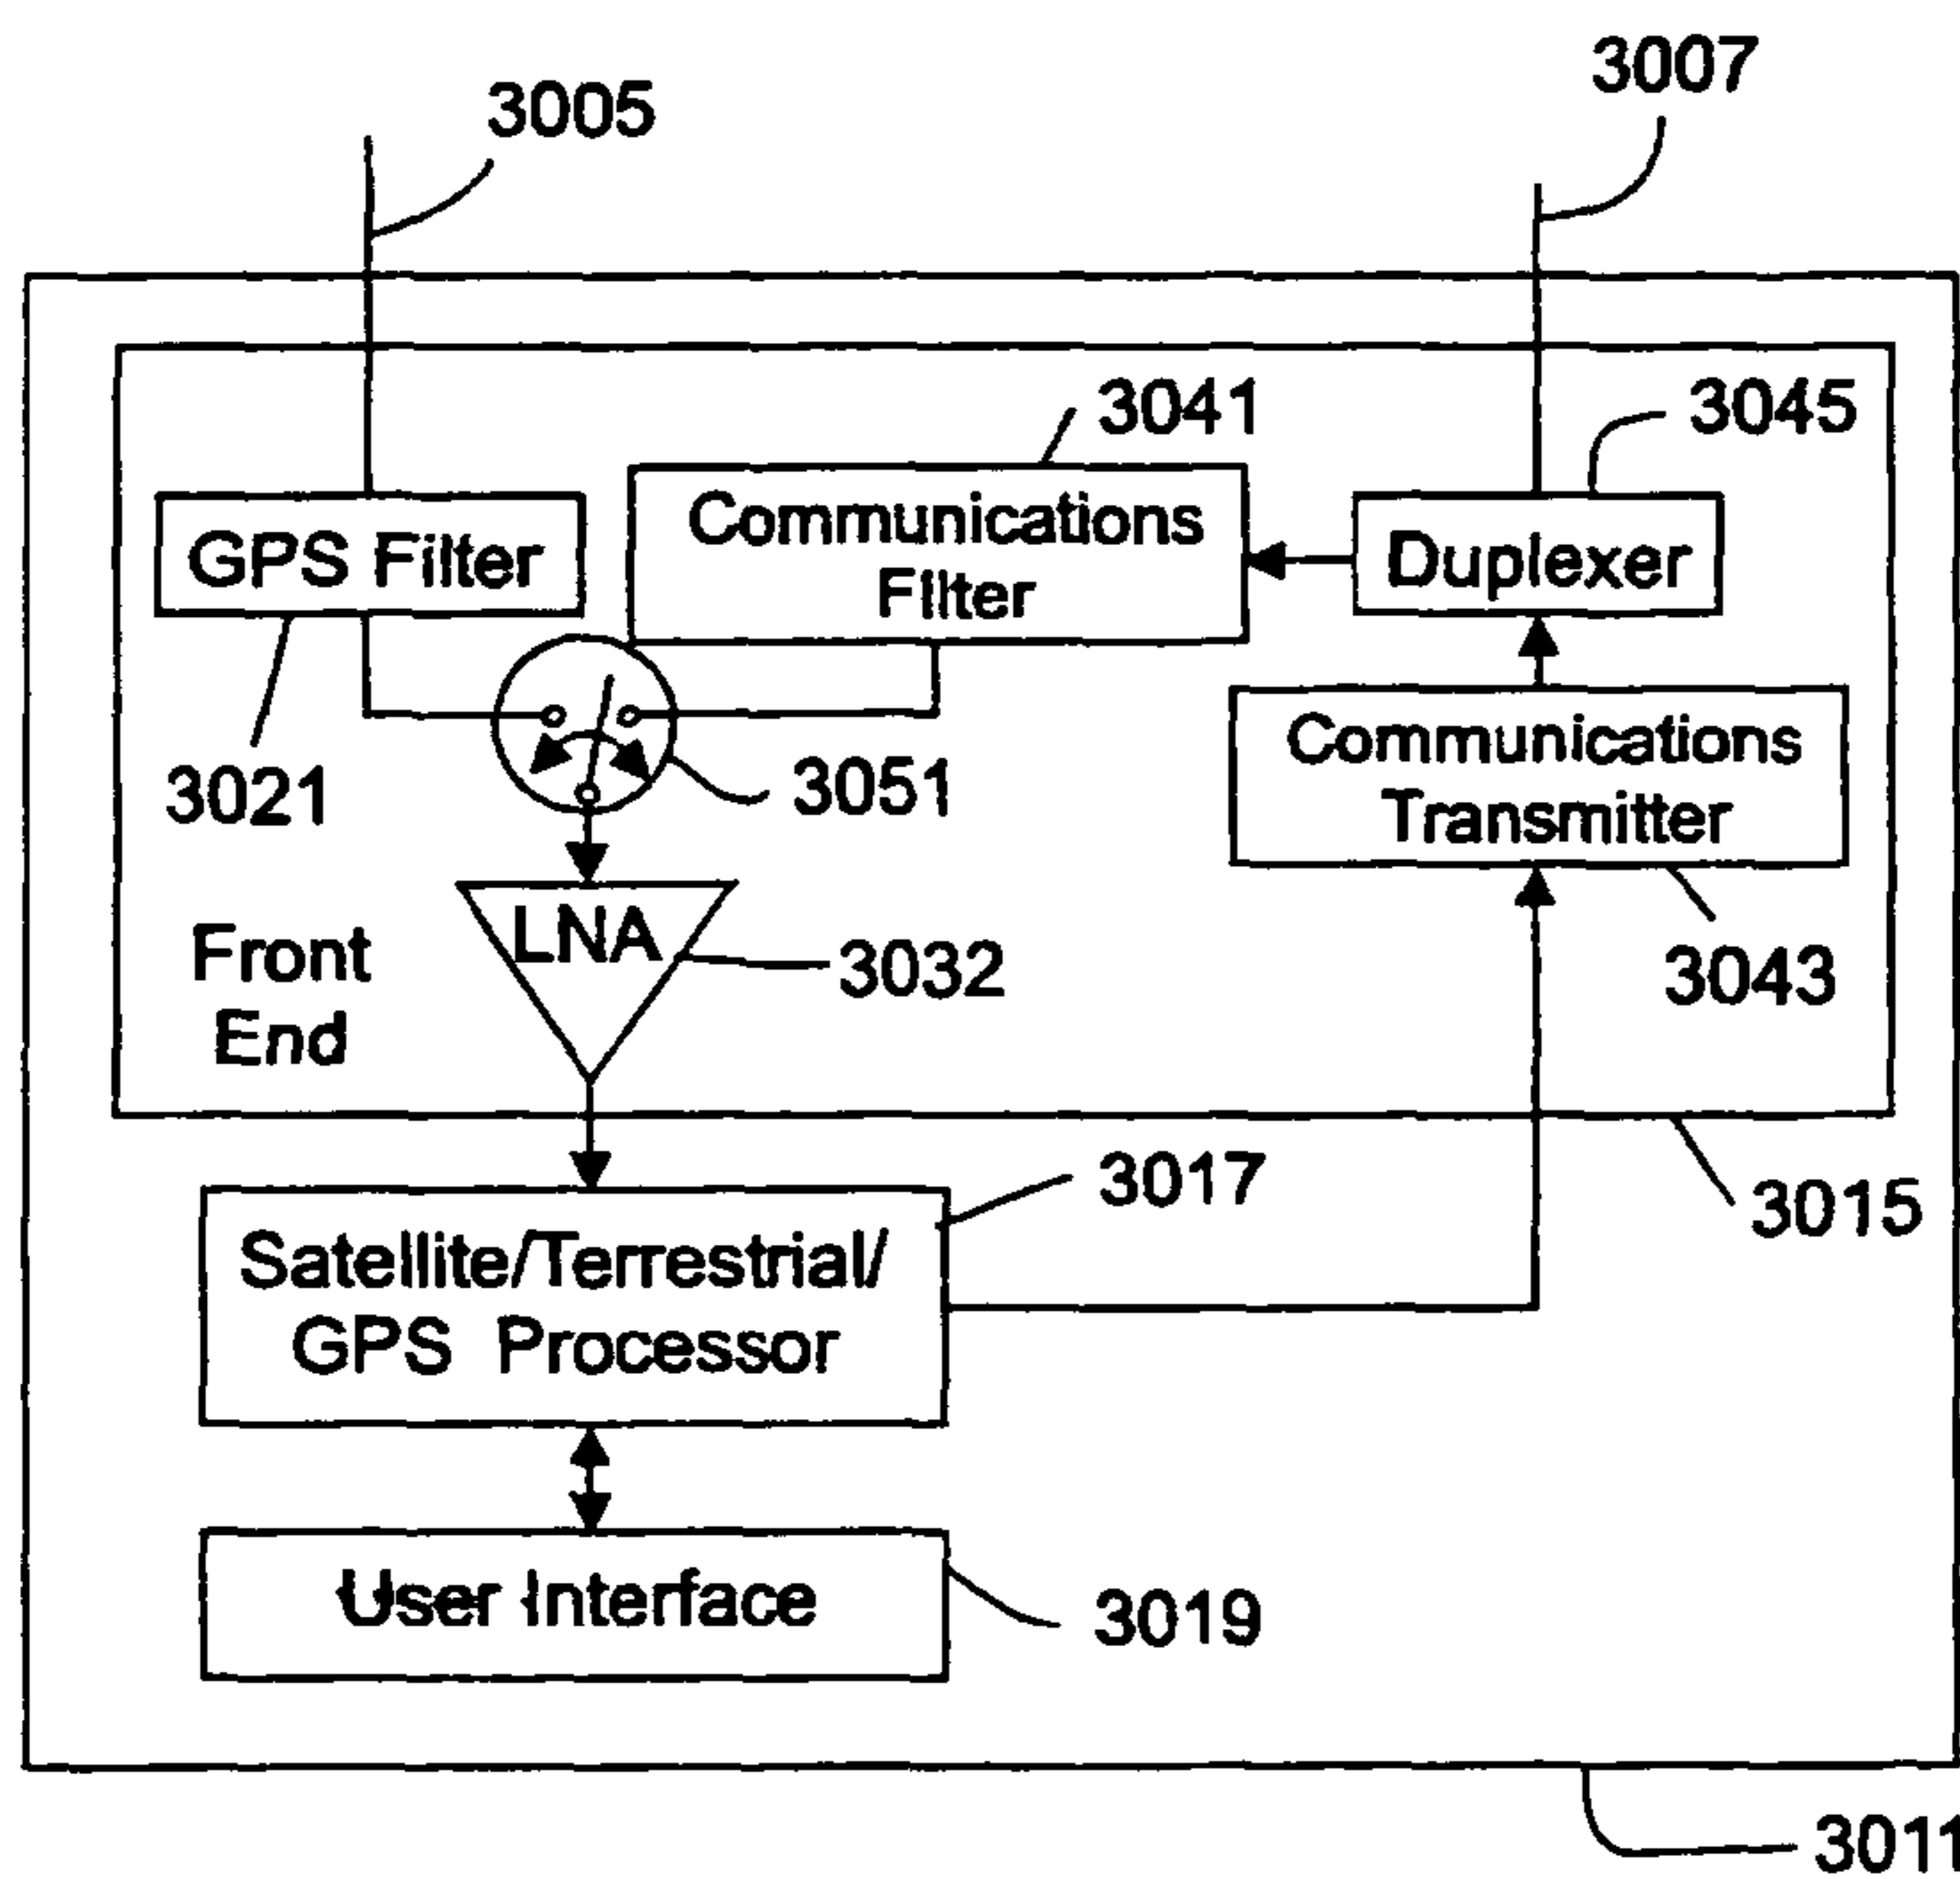 3007
3005
3041
3045
Communications
Filter
GPS Filter
Duplexer
Communications
Transmitter
3021
3051
LNA
3032
3043
Front
End
3017
3015
Satellite/Terrestrial/
GPS Processor
User Interface
3019
3011